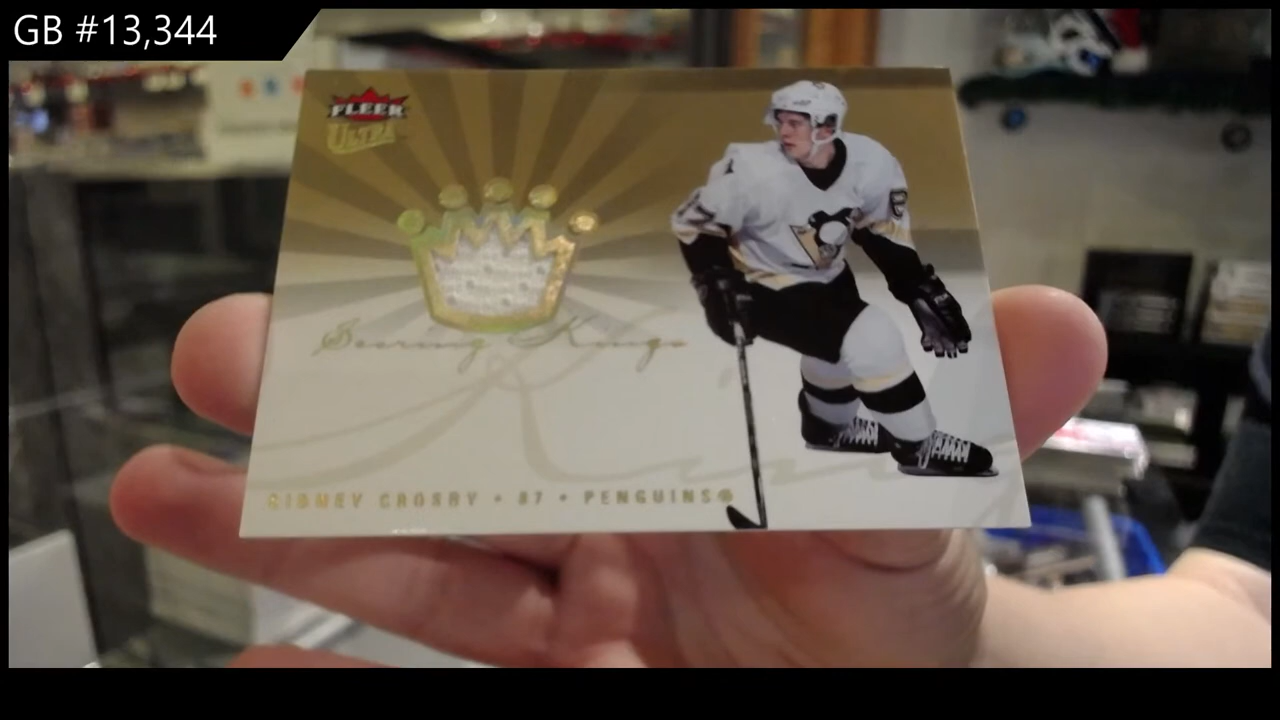 GB #13,344
FLEER
ULTRA
Scoring Kings
SIDNEY CROSBY • 87 • PENGUINS